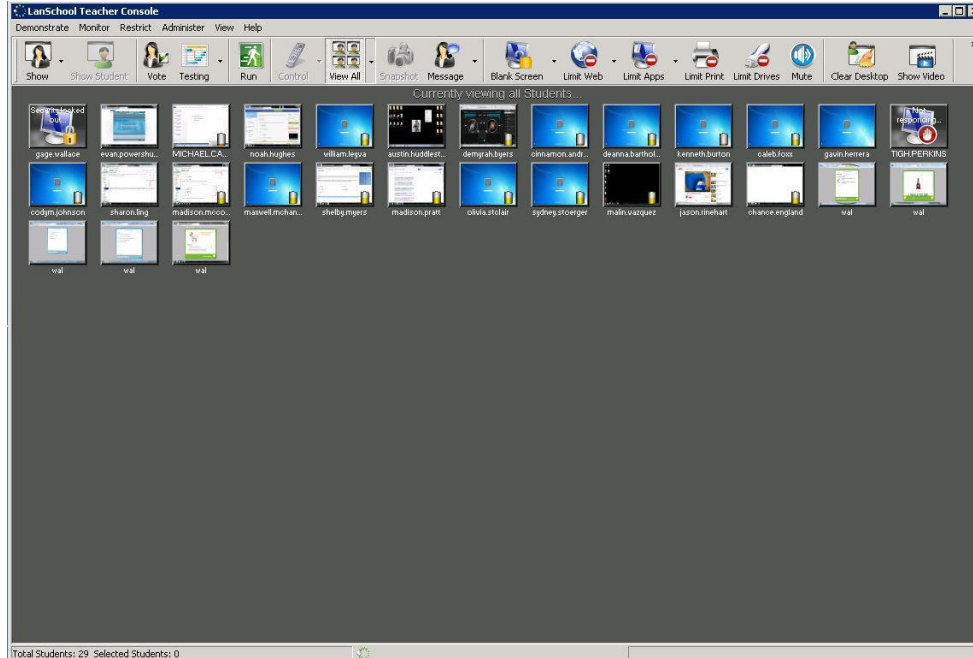 LanSchool Teacher Console
Demonstrate Monitor Restrict Administer View Help
Show Show Student Vote Testing Run Control View All Snapshot Message Blank Screen Limit Web Limit Apps Limit Print Limit Drives Mute Clear Desktop Show Video
Currently viewing all Students...
Security locked out
Not responding...
gage.wallace evan.powershu... MICHAEL.CA... noah.hughes william.leyva austin.huddlest... demyrah.byers cinnamon.andr... deanna.barthol... kenneth.burton caleb.foxx gavin.herrera TIGH.PERKINS
codym.johnson sharon.ling madison.mccoo... maxwell.mchan... shelby.myers madison.pratt olivia.stclair sydney.stoerger malin.vazquez jason.rinehart chance.england wal wal
wal wal wal
Total Students: 29 Selected Students: 0